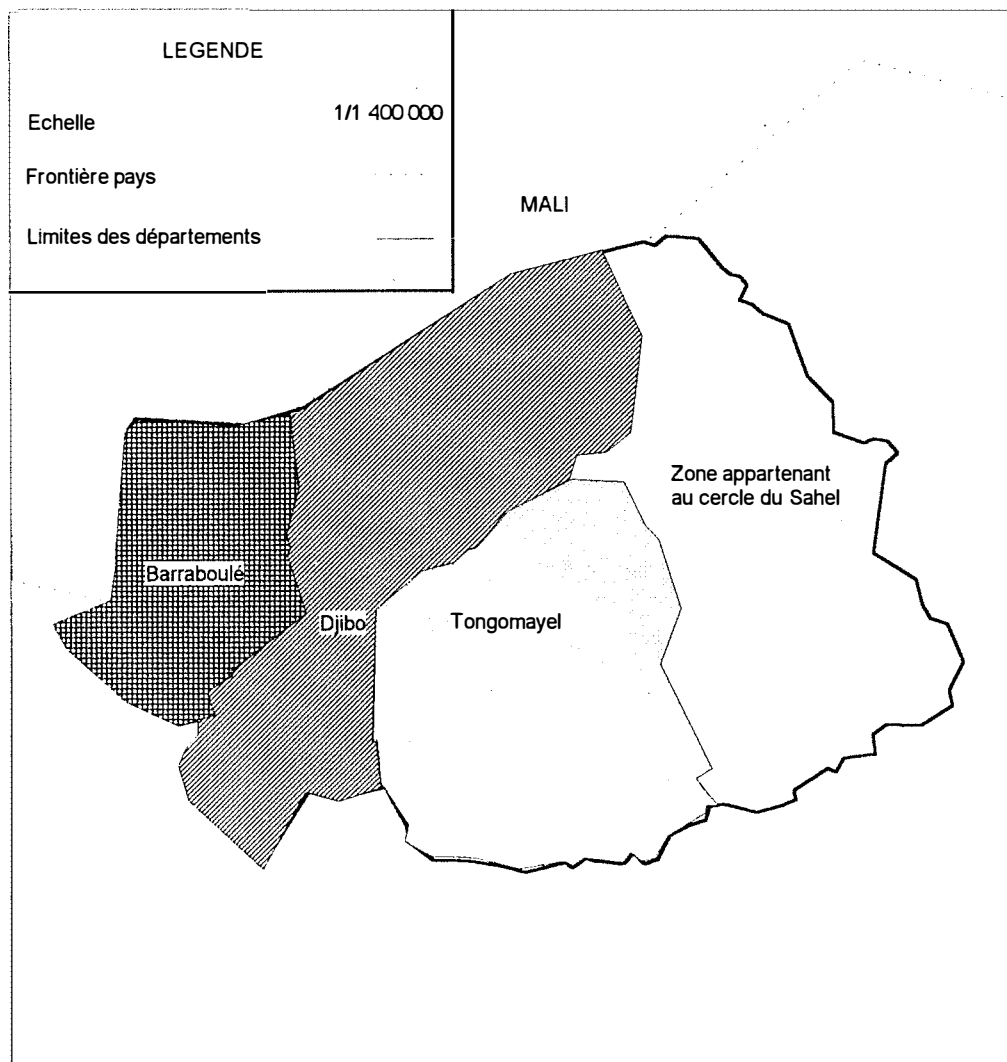 LEGENDE
Echelle 1/1 400 000
Frontière pays
Limites des départements
MALI
Zone appartenant
au cercle du Sahel
Barraboulé
Djibo
Tongomayel